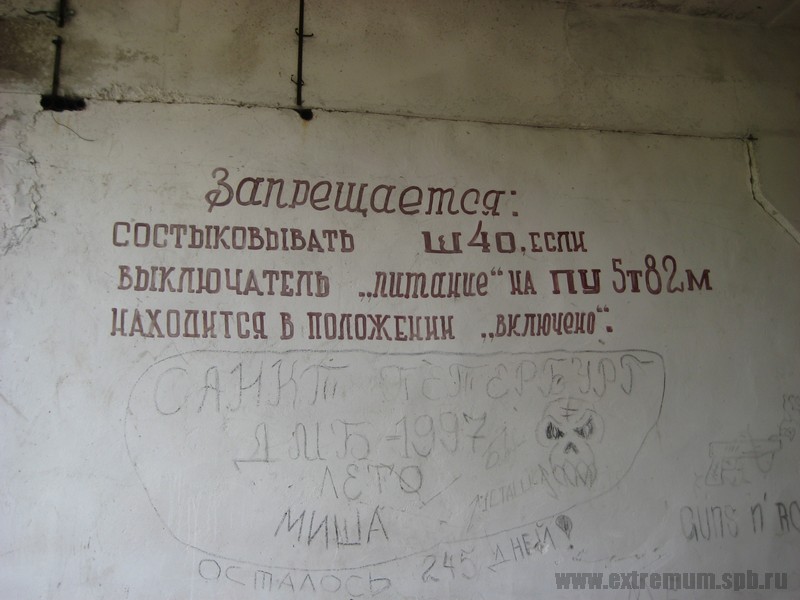 Запрещается:
состыковывать Ш40, если
выключатель „питание“ на ПУ 5т82м
находится в положении „включено“.
САНКТ ПЕТЕРБУРГ
ДМБ-1997
ЛЕТО
METALLICA
МИША
GUNS n'
ОСТАЛОСЬ 245 ДНЕЙ!
www.extremum.spb.ru